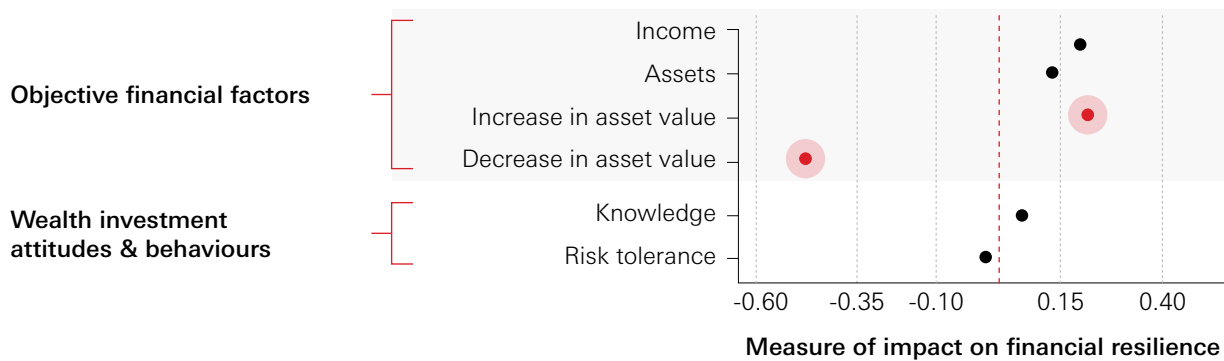 Objective financial factors
Income
Assets
Increase in asset value
Decrease in asset value
Wealth investment
attitudes & behaviours
Knowledge
Risk tolerance
-0.60 -0.35 -0.10 0.15 0.40
Measure of impact on financial resilience